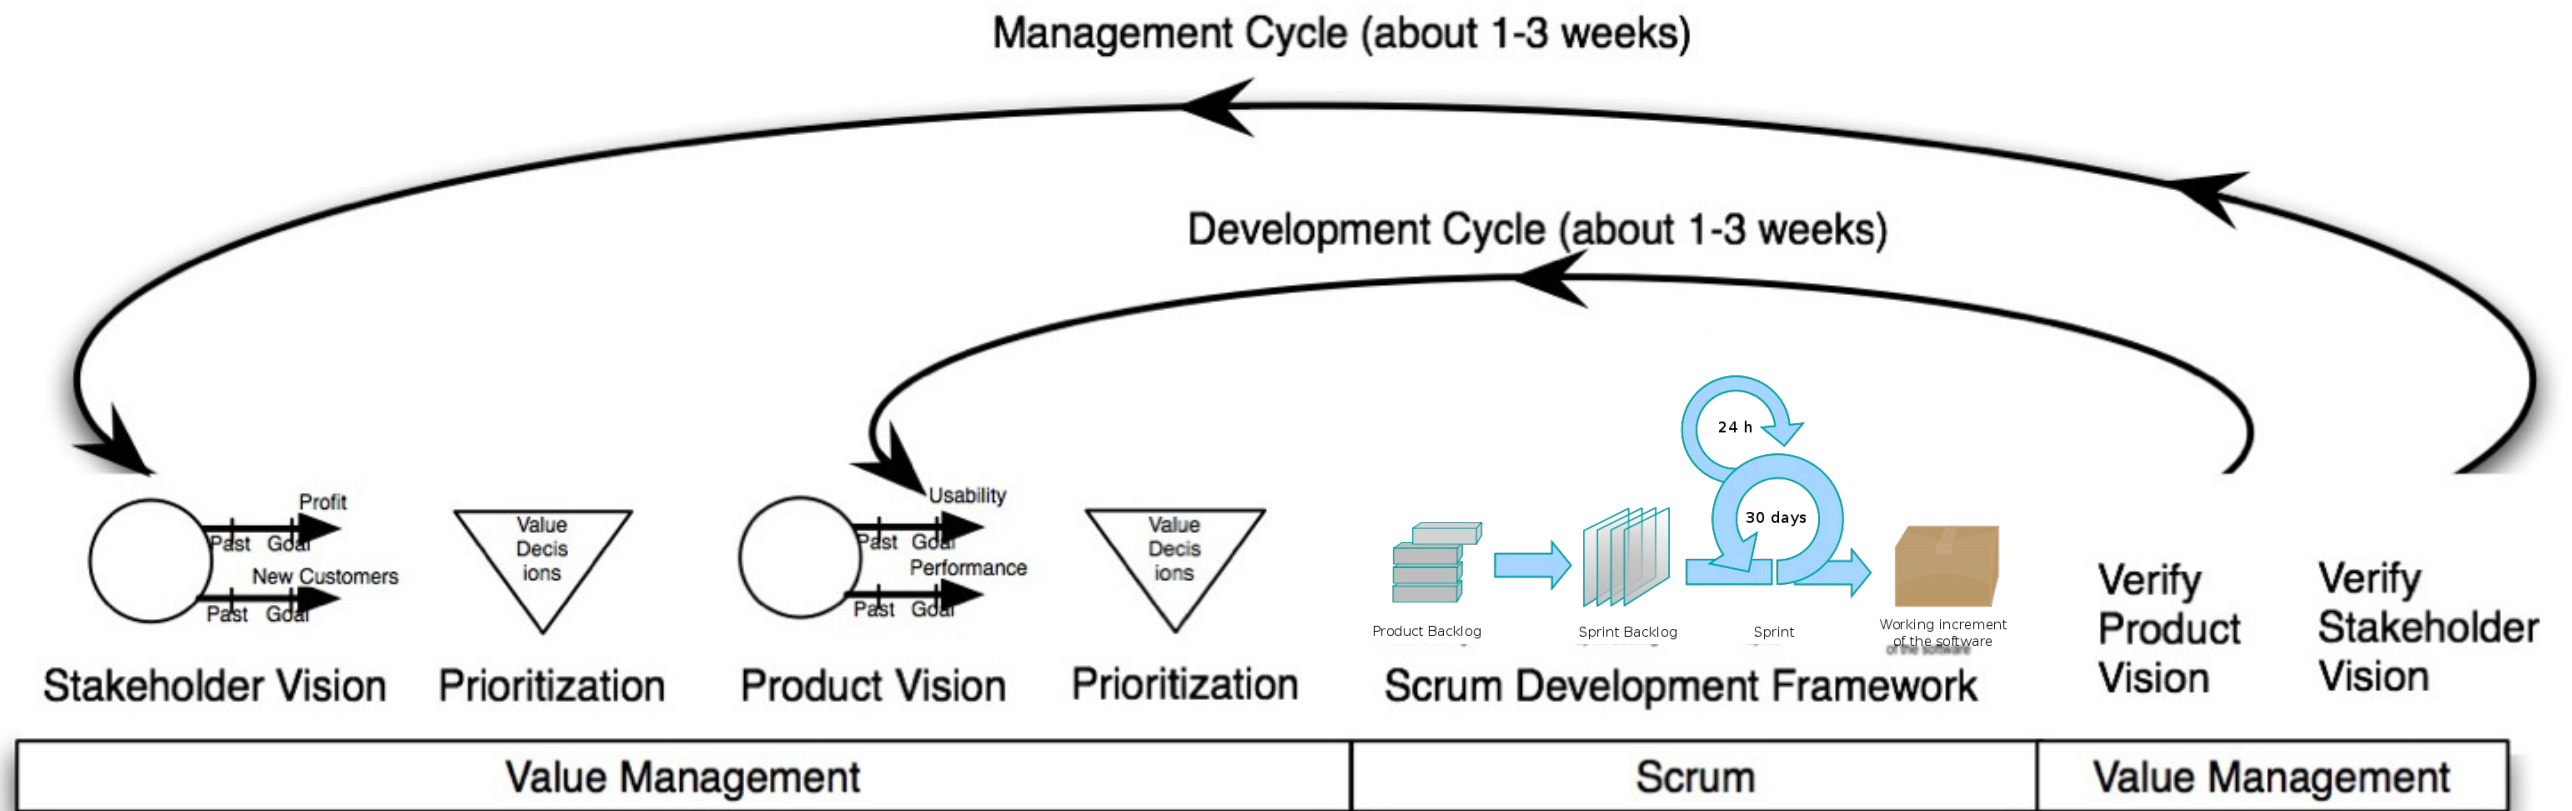 Management Cycle (about 1-3 weeks)
Development Cycle (about 1-3 weeks)
Profit
Past Goal
New Customers
Past Goal
Stakeholder Vision
Value
Decis
ions
Prioritization
Usability
Past Goal
Performance
Past Goal
Product Vision
Value
Decis
ions
Prioritization
24 h
30 days
Product Backlog
Sprint Backlog
Sprint
Working increment
of the software
of the software
Scrum Development Framework
Verify
Product
Vision
Verify
Stakeholder
Vision
Value Management
Scrum
Value Management